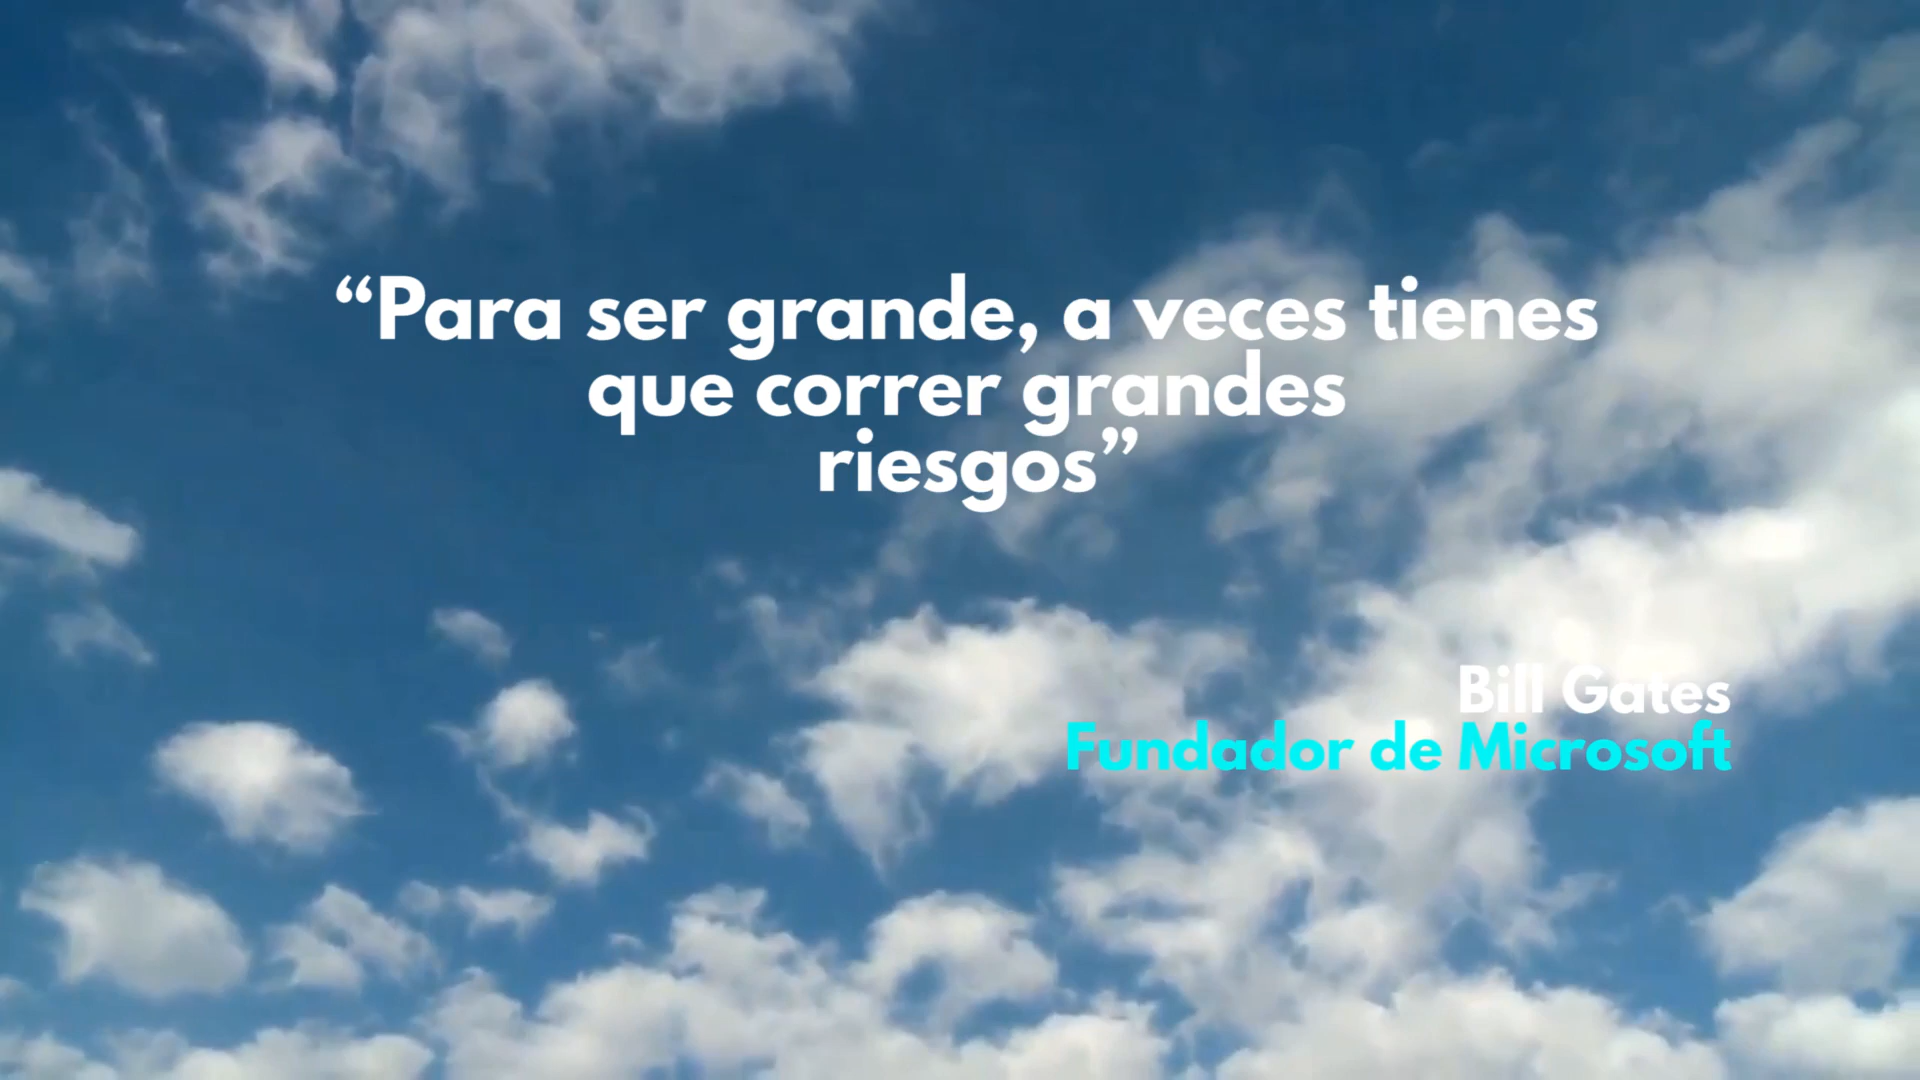 “Para ser grande, a veces tienes
que correr grandes
riesgos”
Bill Gates
Fundador de Microsoft